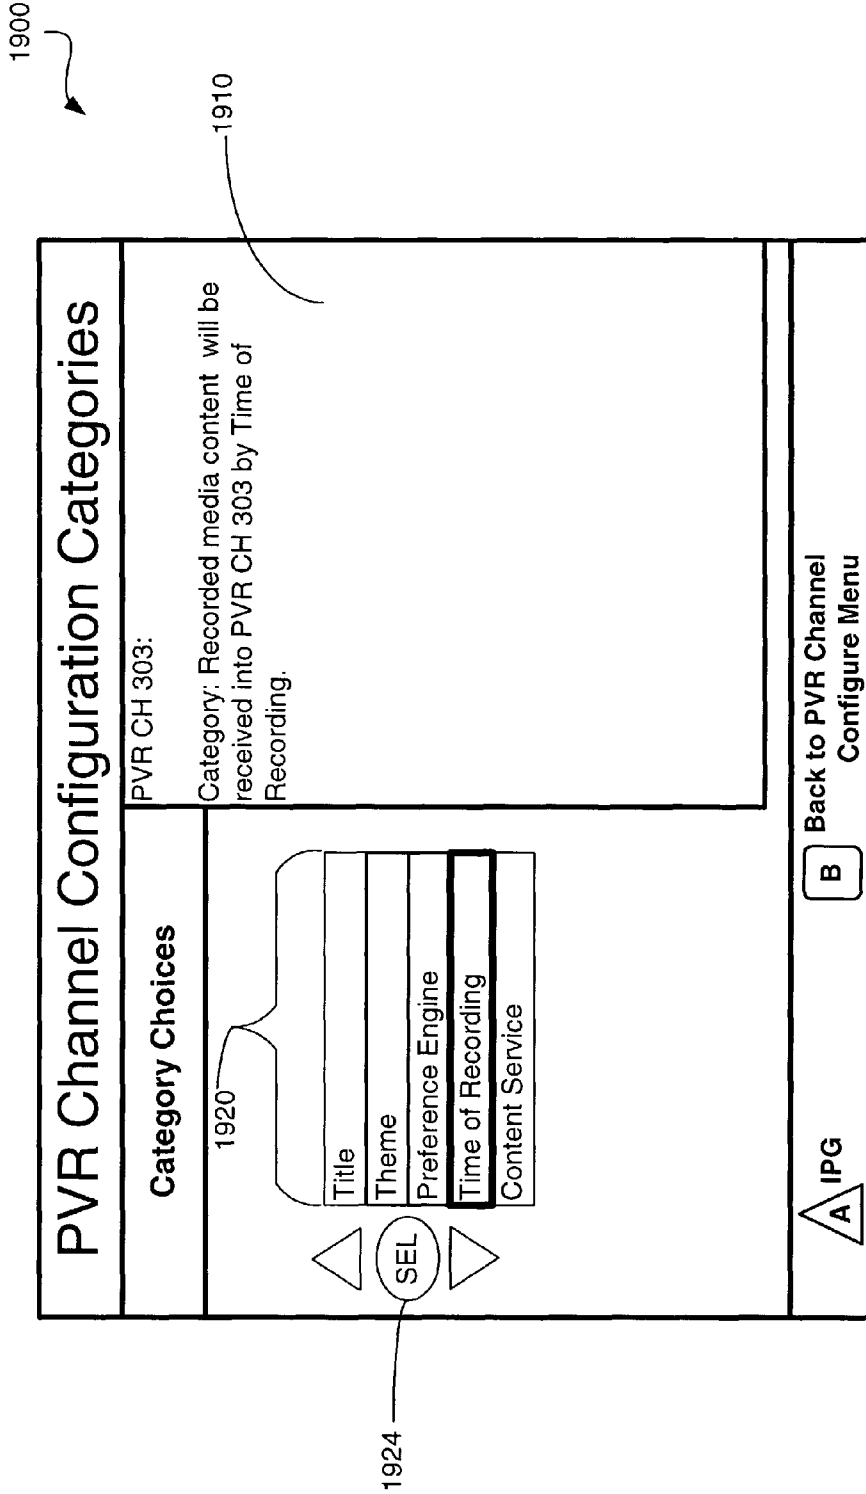 1900
PVR Channel Configuration Categories
Category Choices
PVR CH 303:
1910
Category: Recorded media content will be
received into PVR CH 303 by Time of
Recording.
1920
Title
Theme
Preference Engine
Time of Recording
Content Service
SEL
1924
A IPG
B Back to PVR Channel
Configure Menu